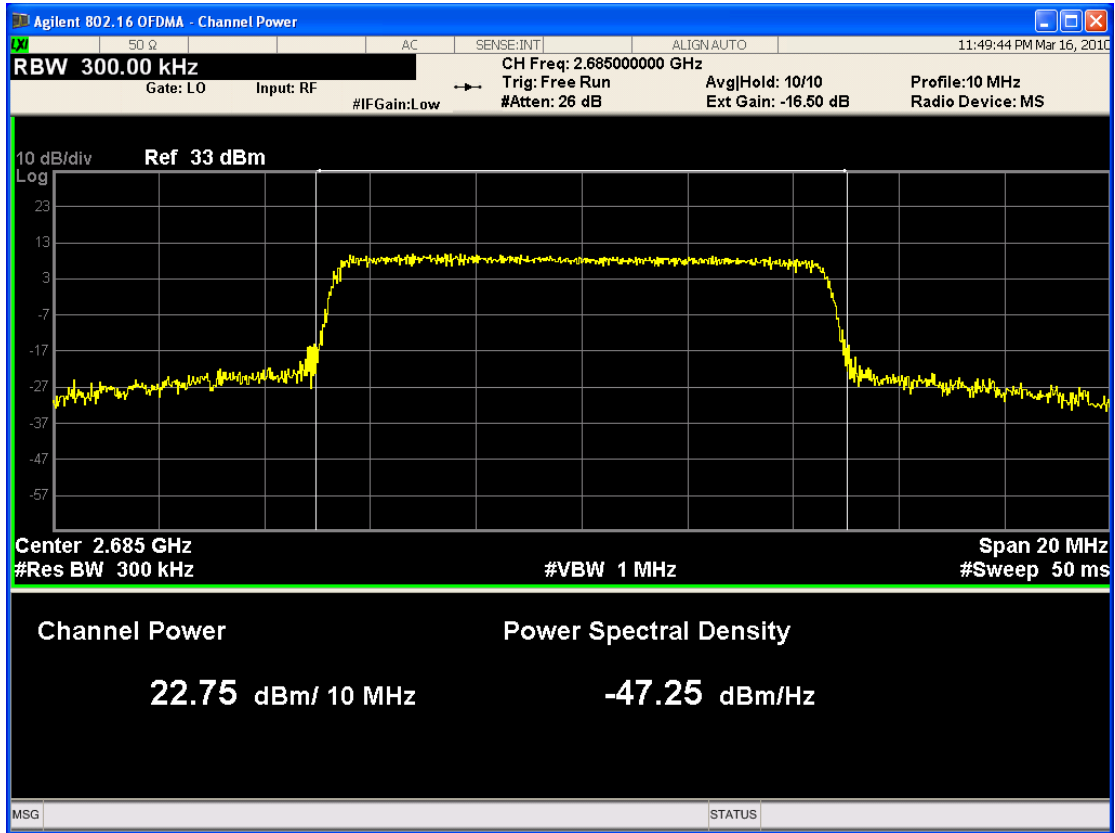 Agilent 802.16 OFDMA - Channel Power
LXI 50 Ω AC SENSE:INT ALIGNAUTO 11:49:44 PM Mar 16, 2010
RBW 300.00 kHz CH Freq: 2.685000000 GHz
Gate: LO Input: RF Trig: Free Run Avg|Hold: 10/10 Profile:10 MHz
#IFGain:Low #Atten: 26 dB Ext Gain: -16.50 dB Radio Device: MS
10 dB/div Ref 33 dBm
Log
23
13
3
-7
-17
-27
-37
-47
-57
Center 2.685 GHz Span 20 MHz
#Res BW 300 kHz #VBW 1 MHz #Sweep 50 ms
Channel Power Power Spectral Density
22.75 dBm/ 10 MHz -47.25 dBm/Hz
MSG STATUS